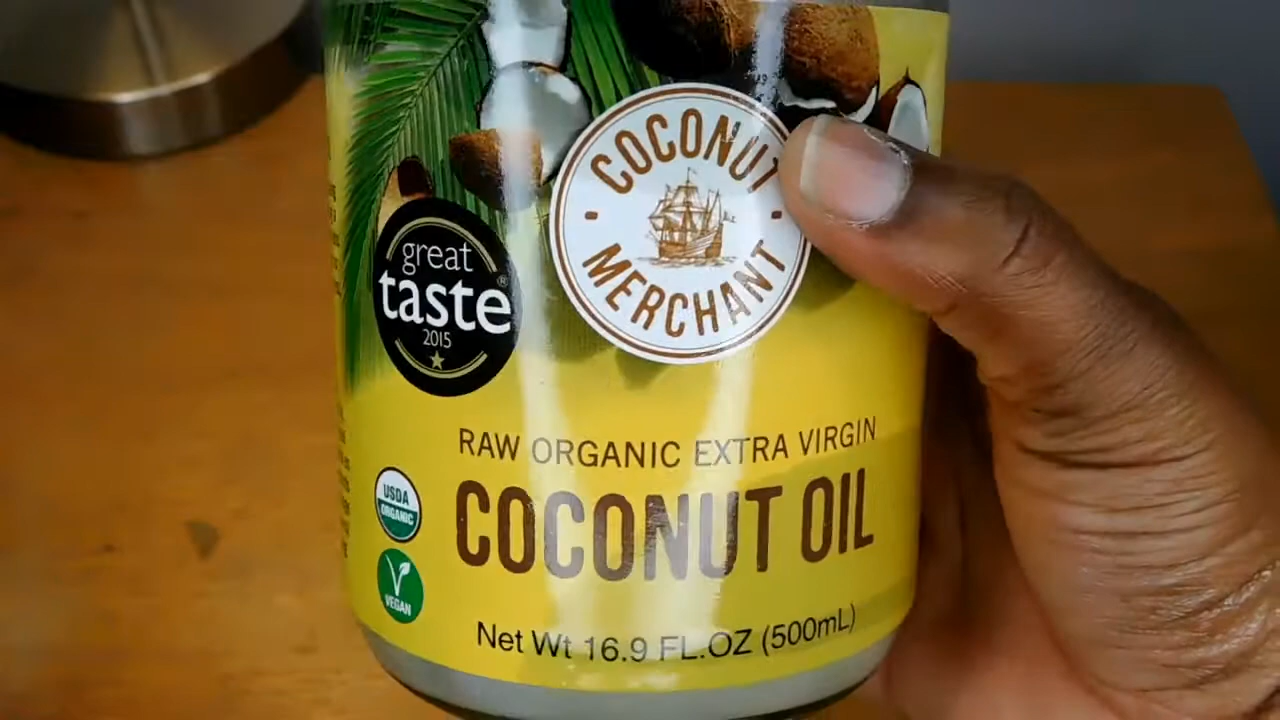 COCONUT
MERCHANT
great
taste®
2015
RAW ORGANIC EXTRA VIRGIN
COCONUT OIL
USDA
ORGANIC
VEGAN
Net Wt 16.9 FL.OZ (500mL)